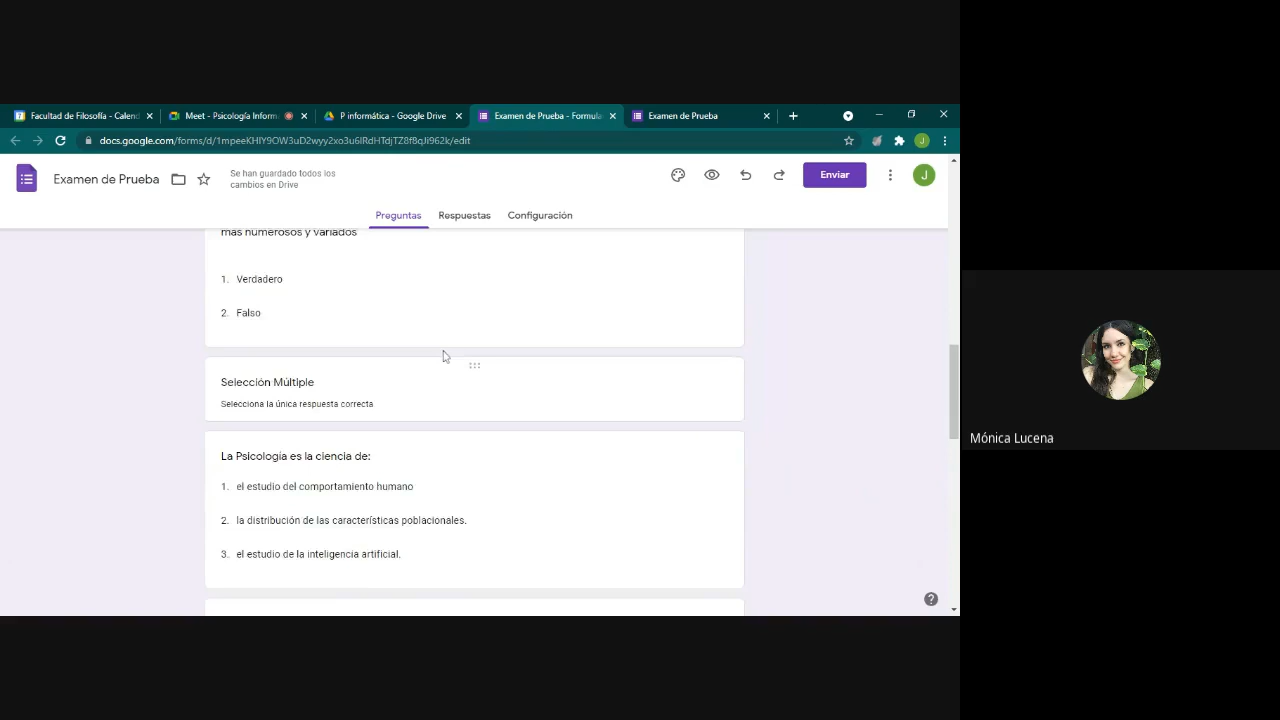 Facultad de Filosofía - Calend
Meet - Psicología Inform
P informática - Google Drive
Examen de Prueba - Formula
Examen de Prueba
docs.google.com/forms/d/1mpeeKHIY9OW3uD2wyy2xo3u6IRdHTdjTZ8f8qJi962k/edit
J
Examen de Prueba
Se han guardado todos los
cambios en Drive
Enviar
J
Preguntas
Respuestas
Configuración
más numerosos y variados
1. Verdadero
2. Falso
Selección Múltiple
Selecciona la única respuesta correcta
La Psicología es la ciencia de:
1. el estudio del comportamiento humano
2. la distribución de las características poblacionales.
3. el estudio de la inteligencia artificial.
Mónica Lucena